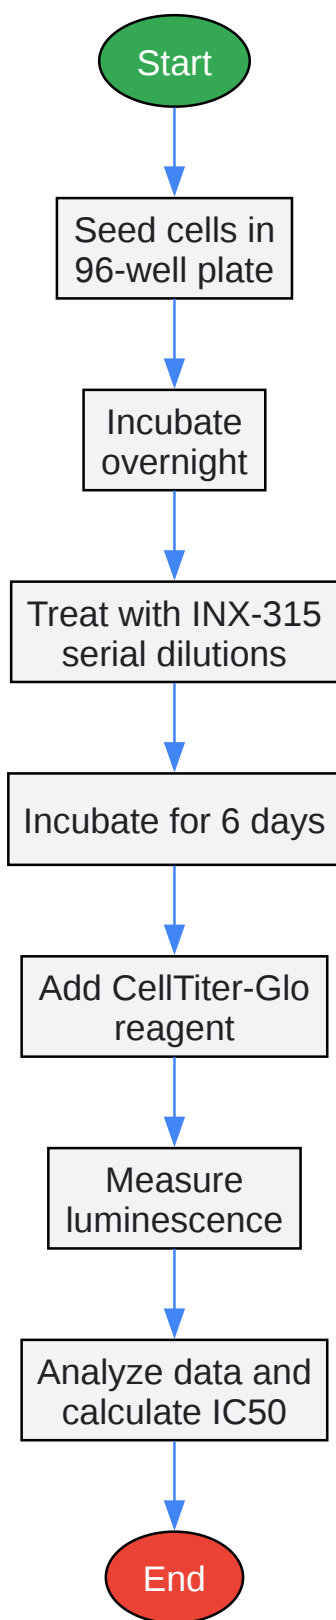 Start
Seed cells in
96-well plate
Incubate
overnight
Treat with INX-315
serial dilutions
Incubate for 6 days
Add CellTiter-Glo
reagent
Measure
luminescence
Analyze data and
calculate IC50
End